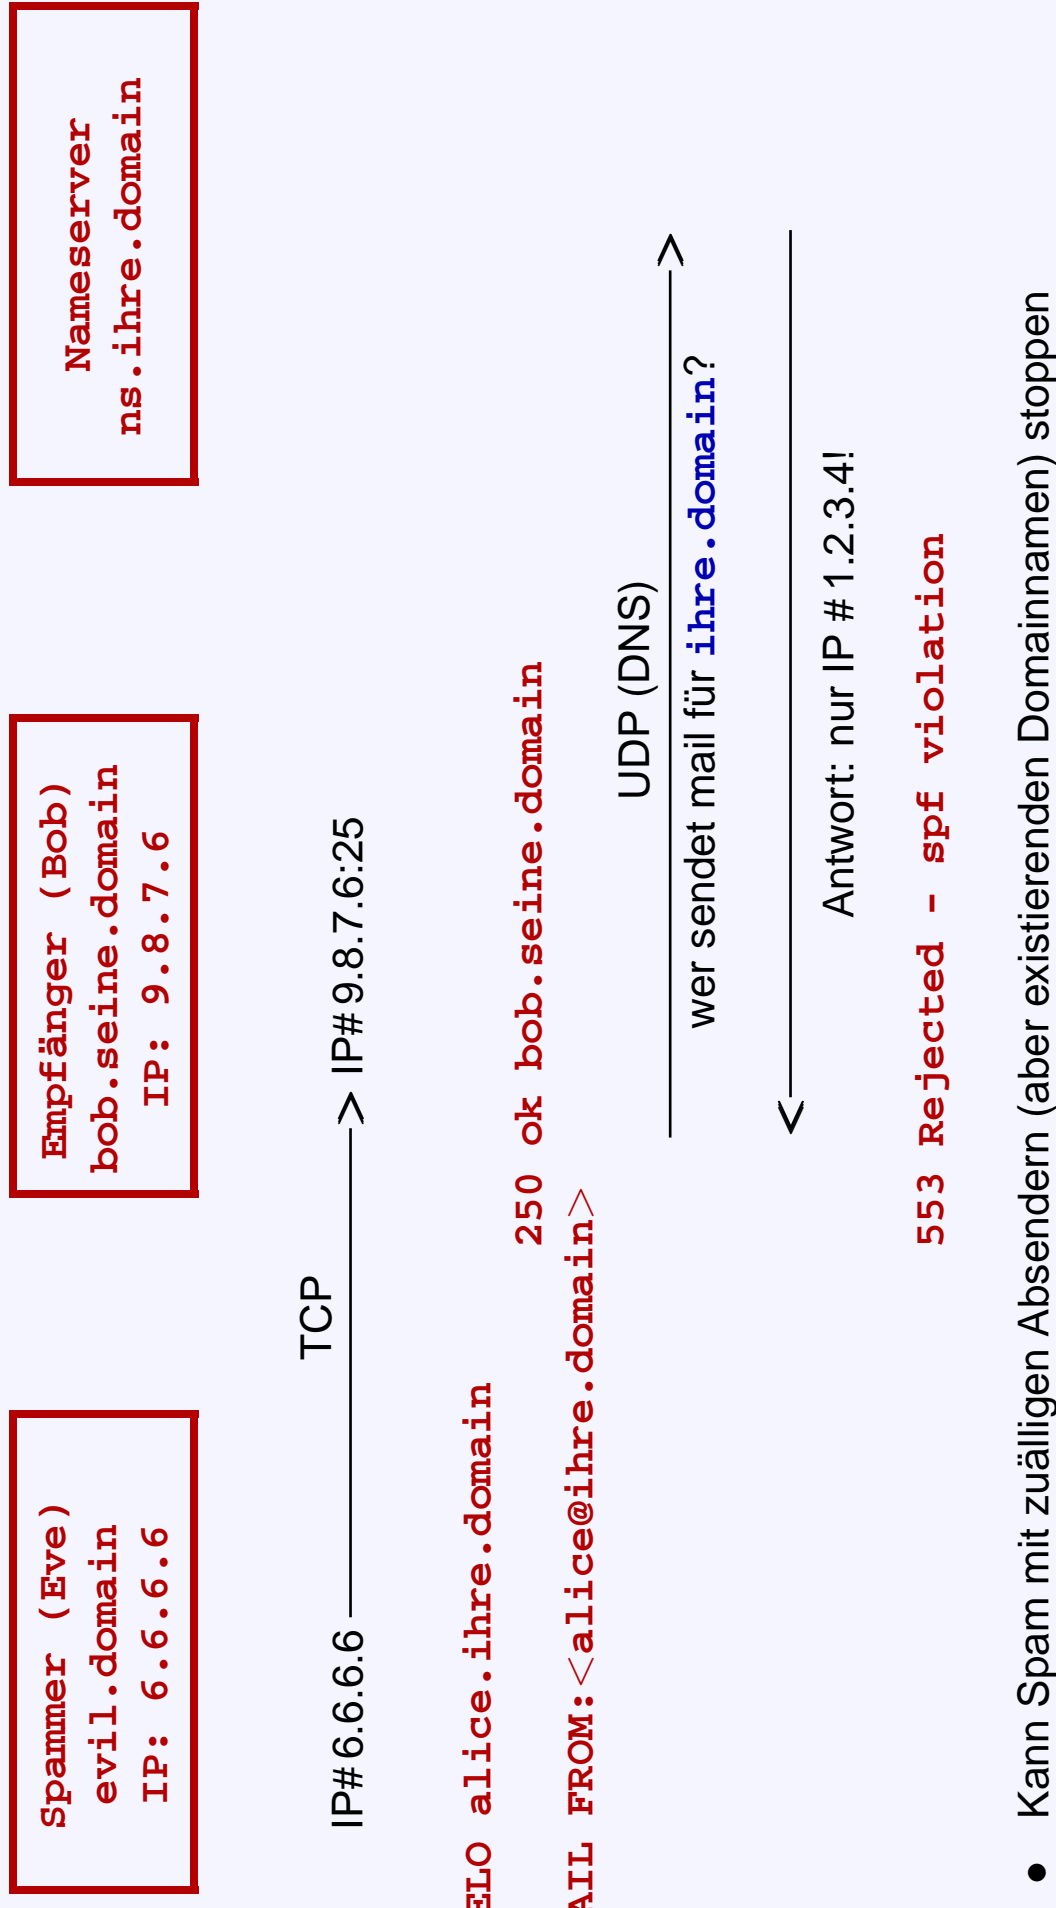 Spammer (Eve)
evil.domain
IP: 6.6.6.6
Empfänger (Bob)
bob.seine.domain
IP: 9.8.7.6
Nameserver
ns.ihre.domain
TCP
IP# 6.6.6.6
IP# 9.8.7.6:25
ELO alice.ihre.domain
250 ok bob.seine.domain
AIL FROM:<alice@ihre.domain>
UDP (DNS)
wer sendet mail für ihre.domain?
Antwort: nur IP # 1.2.3.4!
553 Rejected - spf violation
● Kann Spam mit zuälligen Absendern (aber existierenden Domainnamen) stoppen